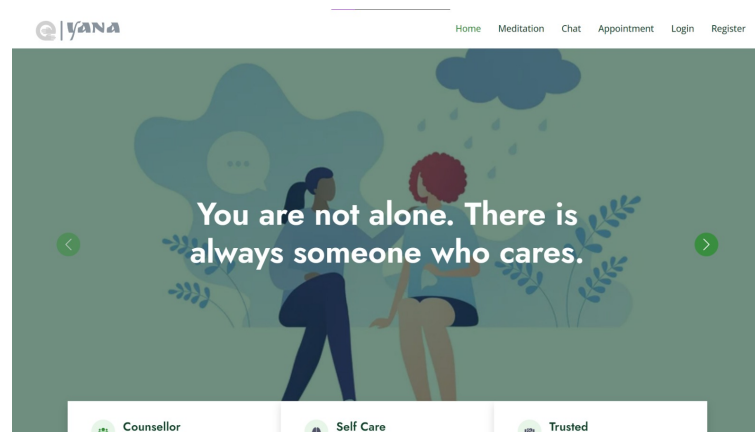 e | YANA
Home Meditation Chat Appointment Login Register
You are not alone. There is
always someone who cares.
Counsellor Self Care Trusted